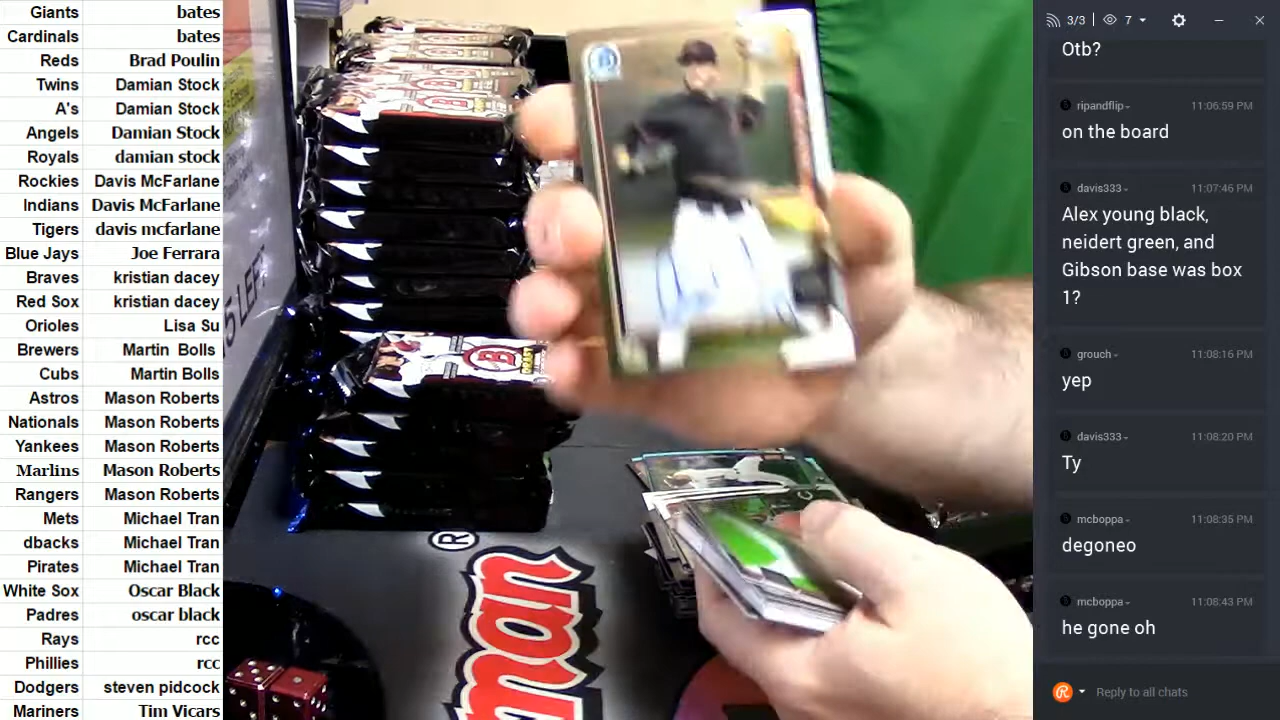 Giants bates
Cardinals bates
Reds Brad Poulin
Twins Damian Stock
A's Damian Stock
Angels Damian Stock
Royals damian stock
Rockies Davis McFarlane
Indians Davis McFarlane
Tigers davis mcfarlane
Blue Jays Joe Ferrara
Braves kristian dacey
Red Sox kristian dacey
Orioles Lisa Su
Brewers Martin Bolls
Cubs Martin Bolls
Astros Mason Roberts
Nationals Mason Roberts
Yankees Mason Roberts
Marlins Mason Roberts
Rangers Mason Roberts
Mets Michael Tran
dbacks Michael Tran
Pirates Michael Tran
White Sox Oscar Black
Padres oscar black
Rays rcc
Phillies rcc
Dodgers steven pidcock
Mariners Tim Vicars
LEFT
B
DRAFT
®
man
3/3 7
Otb?
ripandflip 11:06:59 PM
on the board
davis333 11:07:46 PM
Alex young black,
neidert green, and
Gibson base was box
1?
grouch 11:08:16 PM
yep
davis333 11:08:20 PM
Ty
mcboppa 11:08:35 PM
degoneo
mcboppa 11:08:43 PM
he gone oh
Reply to all chats